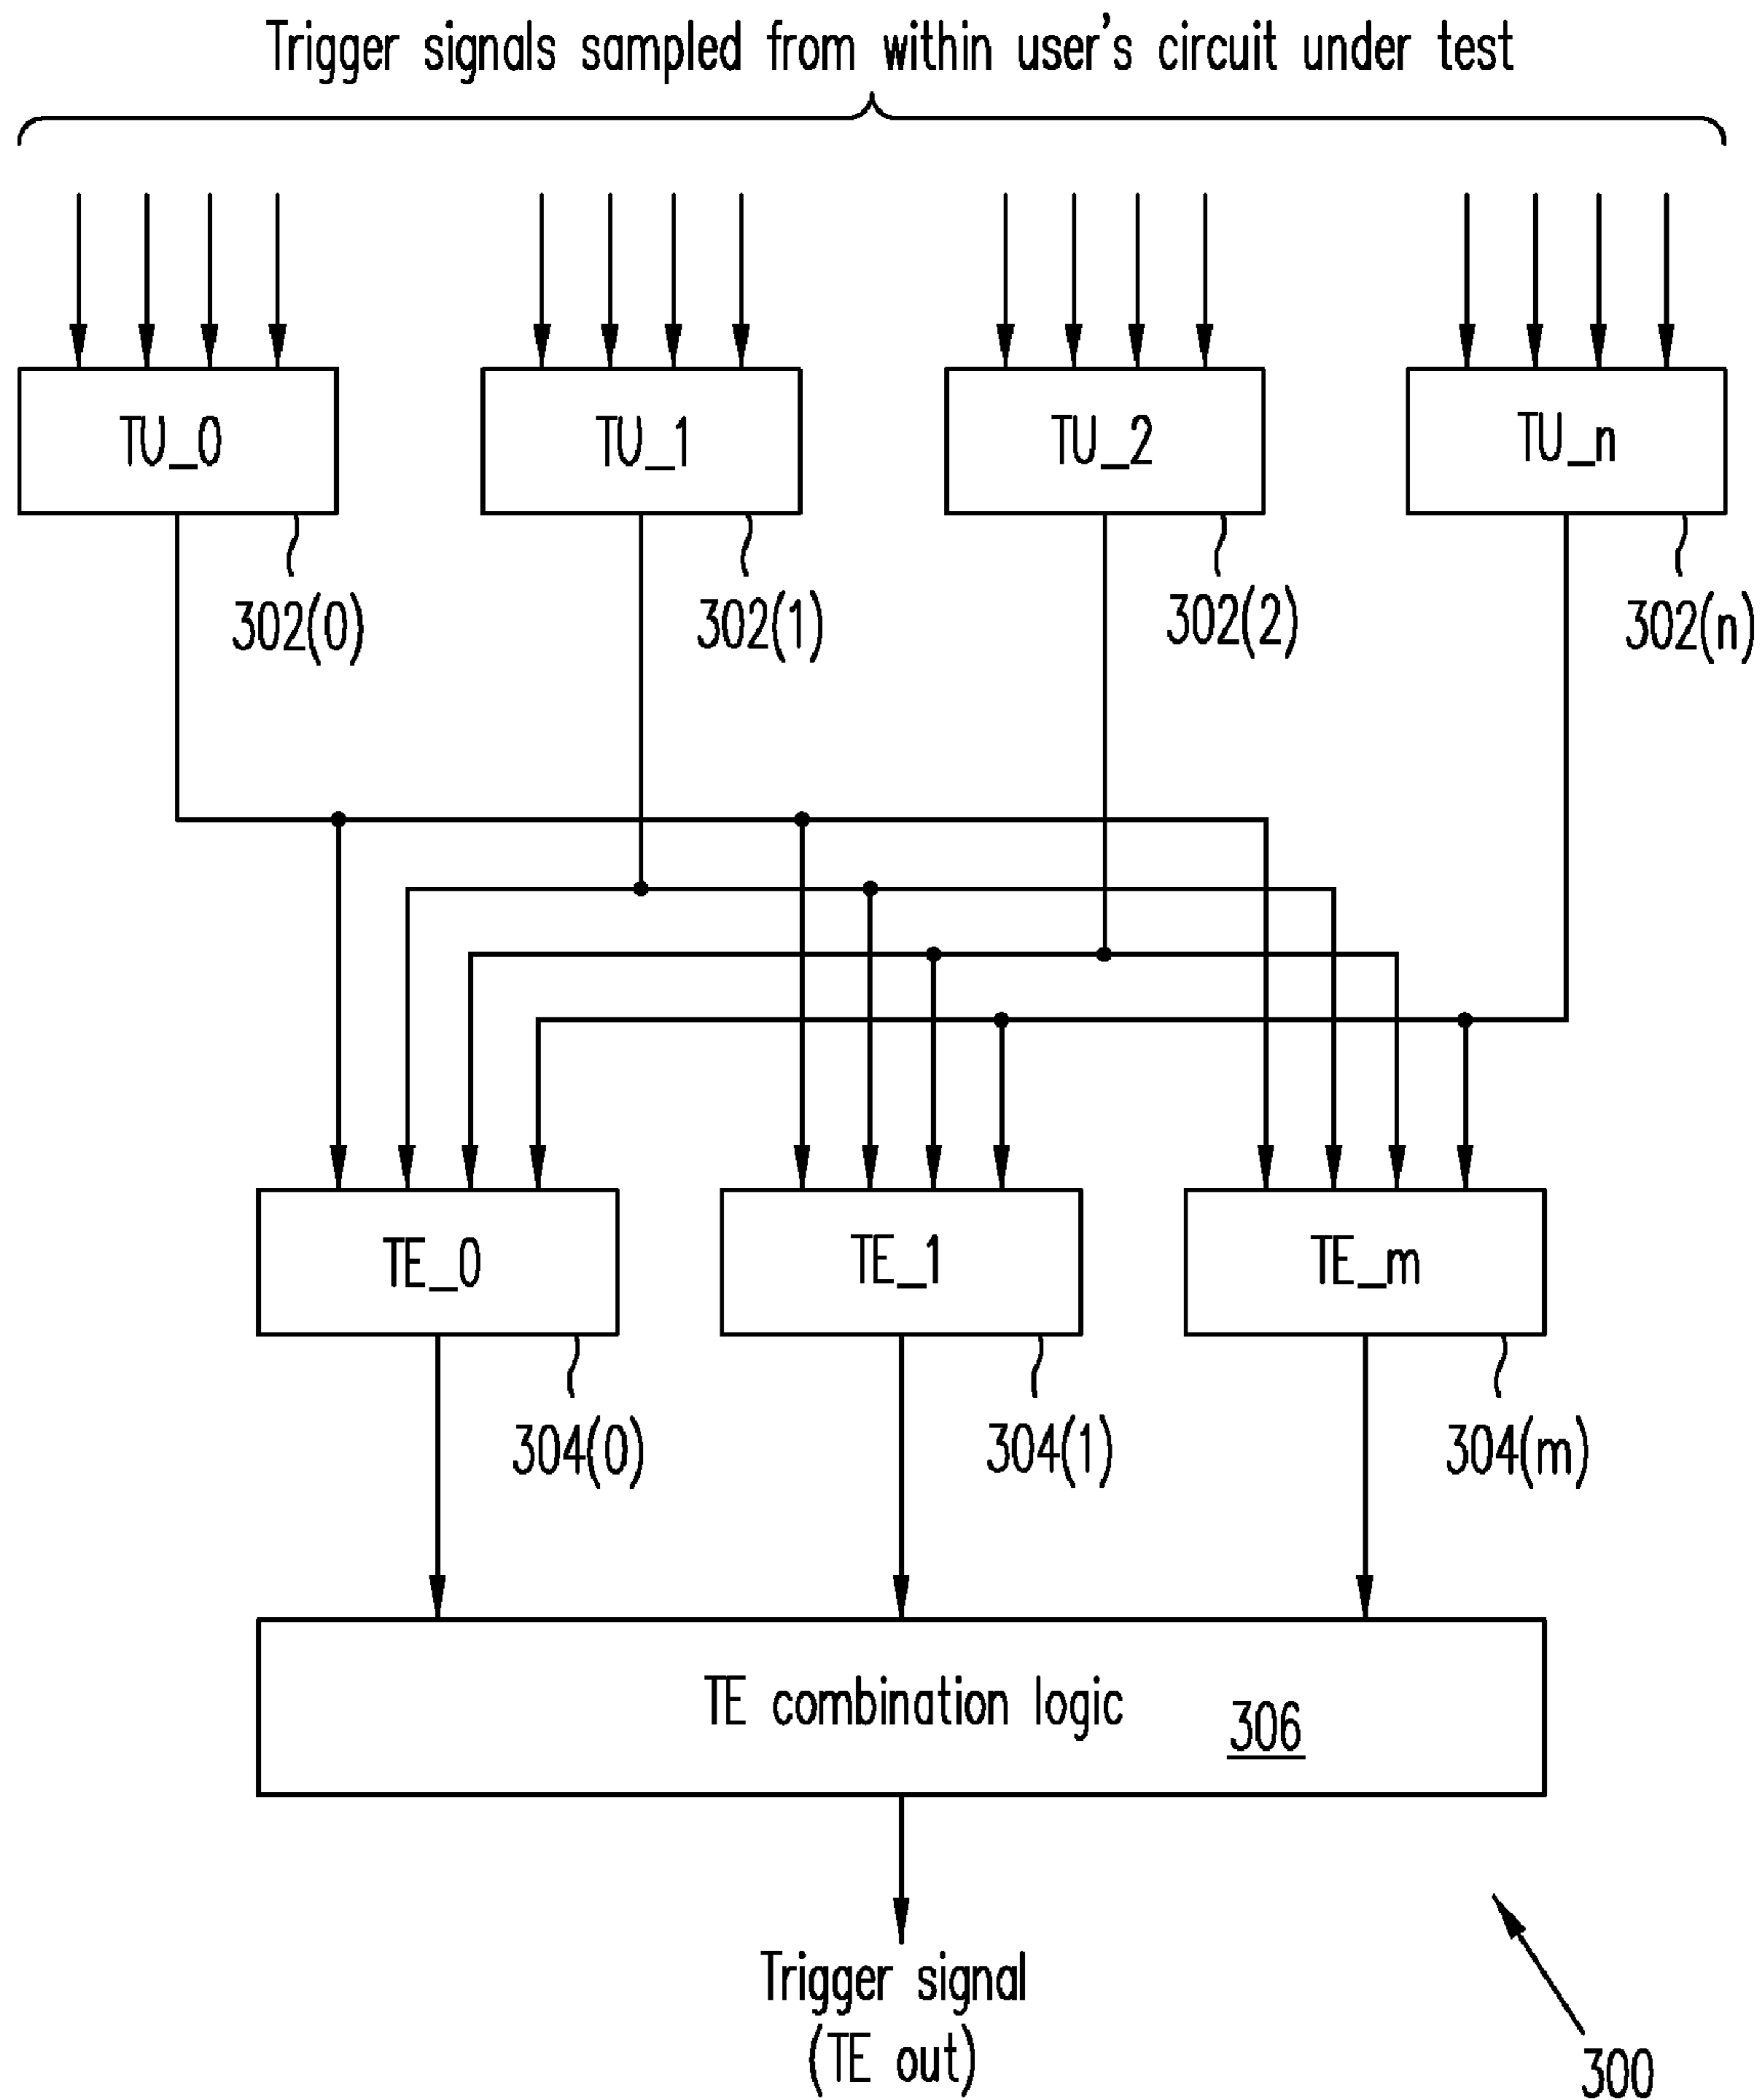 Trigger signals sampled from within user's circuit under test
TU_0
TU_1
TU_2
TU_n
302(0)
302(1)
302(2)
302(n)
TE_0
TE_1
TE_m
304(0)
304(1)
304(m)
TE combination logic
306
Trigger signal
(TE out)
300